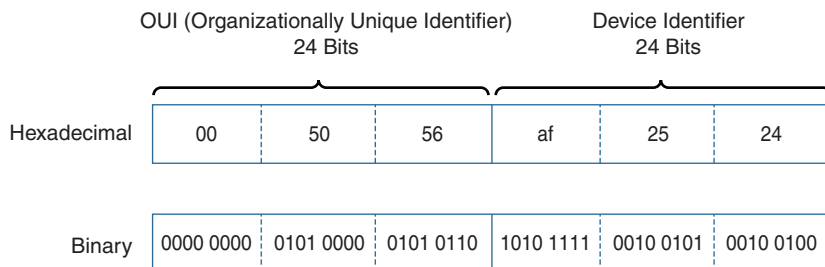 OUI (Organizationally Unique Identifier) Device Identifier
24 Bits 24 Bits
Hexadecimal 00 50 56 af 25 24
Binary 0000 0000 0101 0000 0101 0110 1010 1111 0010 0101 0010 0100